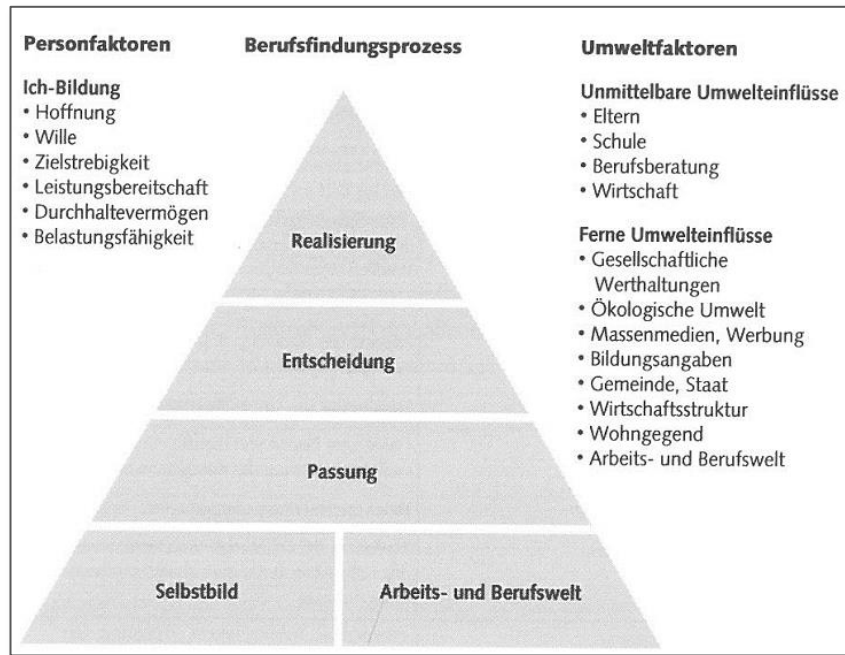 Personfaktoren
Ich-Bildung
• Hoffnung
• Wille
• Zielstrebigkeit
• Leistungsbereitschaft
• Durchhaltevermögen
• Belastungsfähigkeit
Berufsfindungsprozess
Realisierung
Entscheidung
Passung
Selbstbild
Arbeits- und Berufswelt
Umweltfaktoren
Unmittelbare Umwelteinflüsse
• Eltern
• Schule
• Berufsberatung
• Wirtschaft
Ferne Umwelteinflüsse
• Gesellschaftliche
Werthaltungen
• Ökologische Umwelt
• Massenmedien, Werbung
• Bildungsangaben
• Gemeinde, Staat
• Wirtschaftsstruktur
• Wohngegend
• Arbeits- und Berufswelt